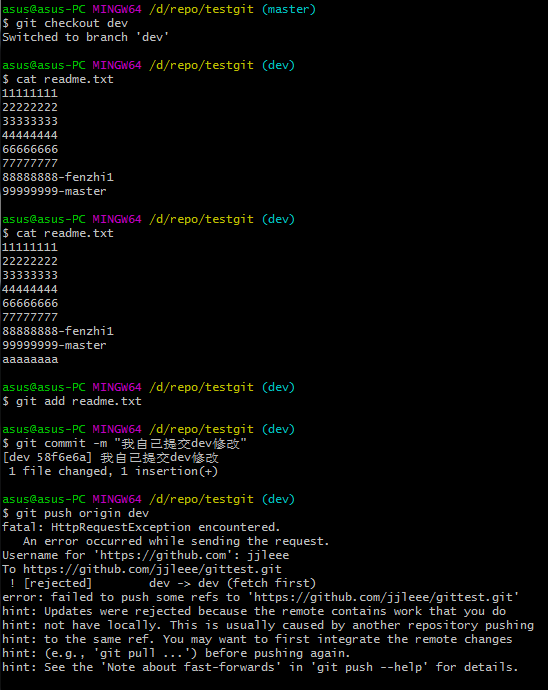 asus@asus-PC MINGW64 /d/repo/testgit (master)
$ git checkout dev
Switched to branch 'dev'
asus@asus-PC MINGW64 /d/repo/testgit (dev)
$ cat readme.txt
11111111
22222222
33333333
44444444
66666666
77777777
88888888-fenzhi1
99999999-master
asus@asus-PC MINGW64 /d/repo/testgit (dev)
$ cat readme.txt
11111111
22222222
33333333
44444444
66666666
77777777
88888888-fenzhi1
99999999-master
aaaaaaaa
asus@asus-PC MINGW64 /d/repo/testgit (dev)
$ git add readme.txt
asus@asus-PC MINGW64 /d/repo/testgit (dev)
$ git commit -m "我自己提交dev修改"
[dev 58f6e6a] 我自己提交dev修改
 1 file changed, 1 insertion(+)
asus@asus-PC MINGW64 /d/repo/testgit (dev)
$ git push origin dev
fatal: HttpRequestException encountered.
   An error occurred while sending the request.
Username for 'https://github.com': jjleee
To https://github.com/jjleee/gittest.git
 ! [rejected]        dev -> dev (fetch first)
error: failed to push some refs to 'https://github.com/jjleee/gittest.git'
hint: Updates were rejected because the remote contains work that you do
hint: not have locally. This is usually caused by another repository pushing
hint: to the same ref. You may want to first integrate the remote changes
hint: (e.g., 'git pull ...') before pushing again.
hint: See the 'Note about fast-forwards' in 'git push --help' for details.